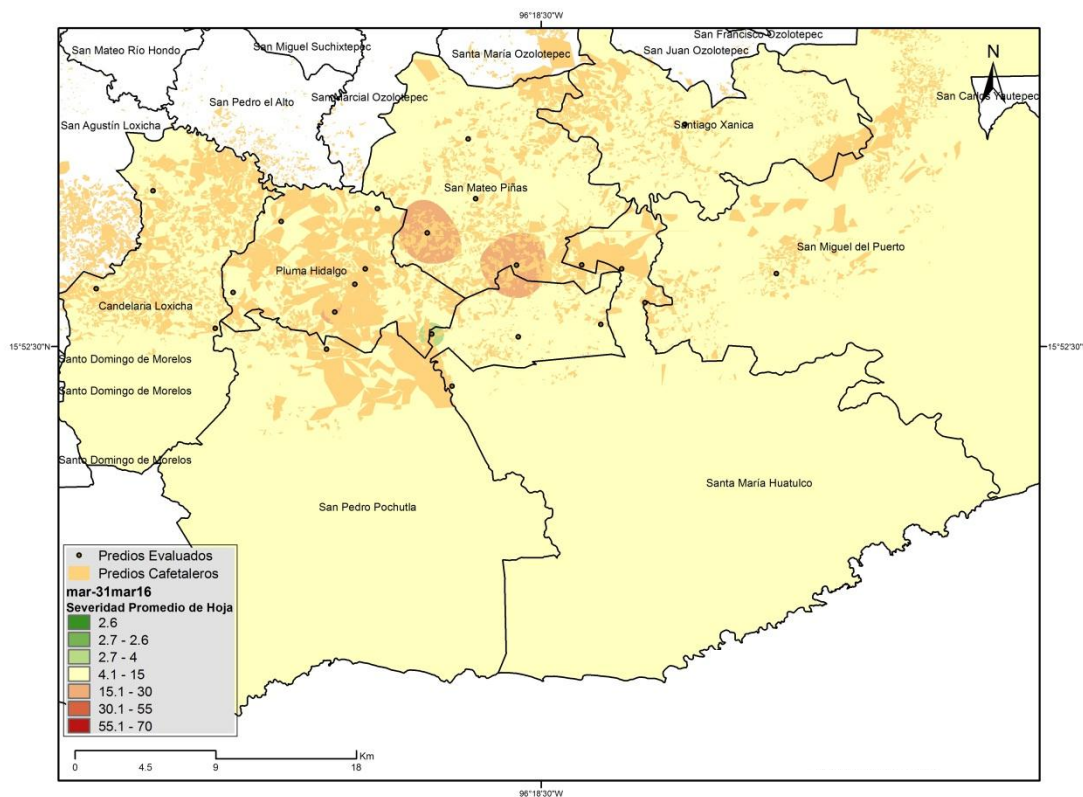 96°18'30"W
San Mateo Río Hondo
San Miguel Suchixtepec
Santa María Ozolotepec
San Francisco Ozolotepec
San Juan Ozolotepec
N
San Pedro el Alto
San Marcial Ozolotepec
San Carlos Yautepec
San Agustín Loxicha
Santiago Xanica
San Mateo Piñas
San Miguel del Puerto
Pluma Hidalgo
Candelaria Loxicha
15°52'30"N
15°52'30"N
Santo Domingo de Morelos
Santo Domingo de Morelos
Santo Domingo de Morelos
Santa María Huatulco
San Pedro Pochutla
Predios Evaluados
Predios Cafetaleros
mar-31mar16
Severidad Promedio de Hoja
2.6
2.7 - 2.6
2.7 - 4
4.1 - 15
15.1 - 30
30.1 - 55
55.1 - 70
Km
0 4.5 9 18
96°18'30"W